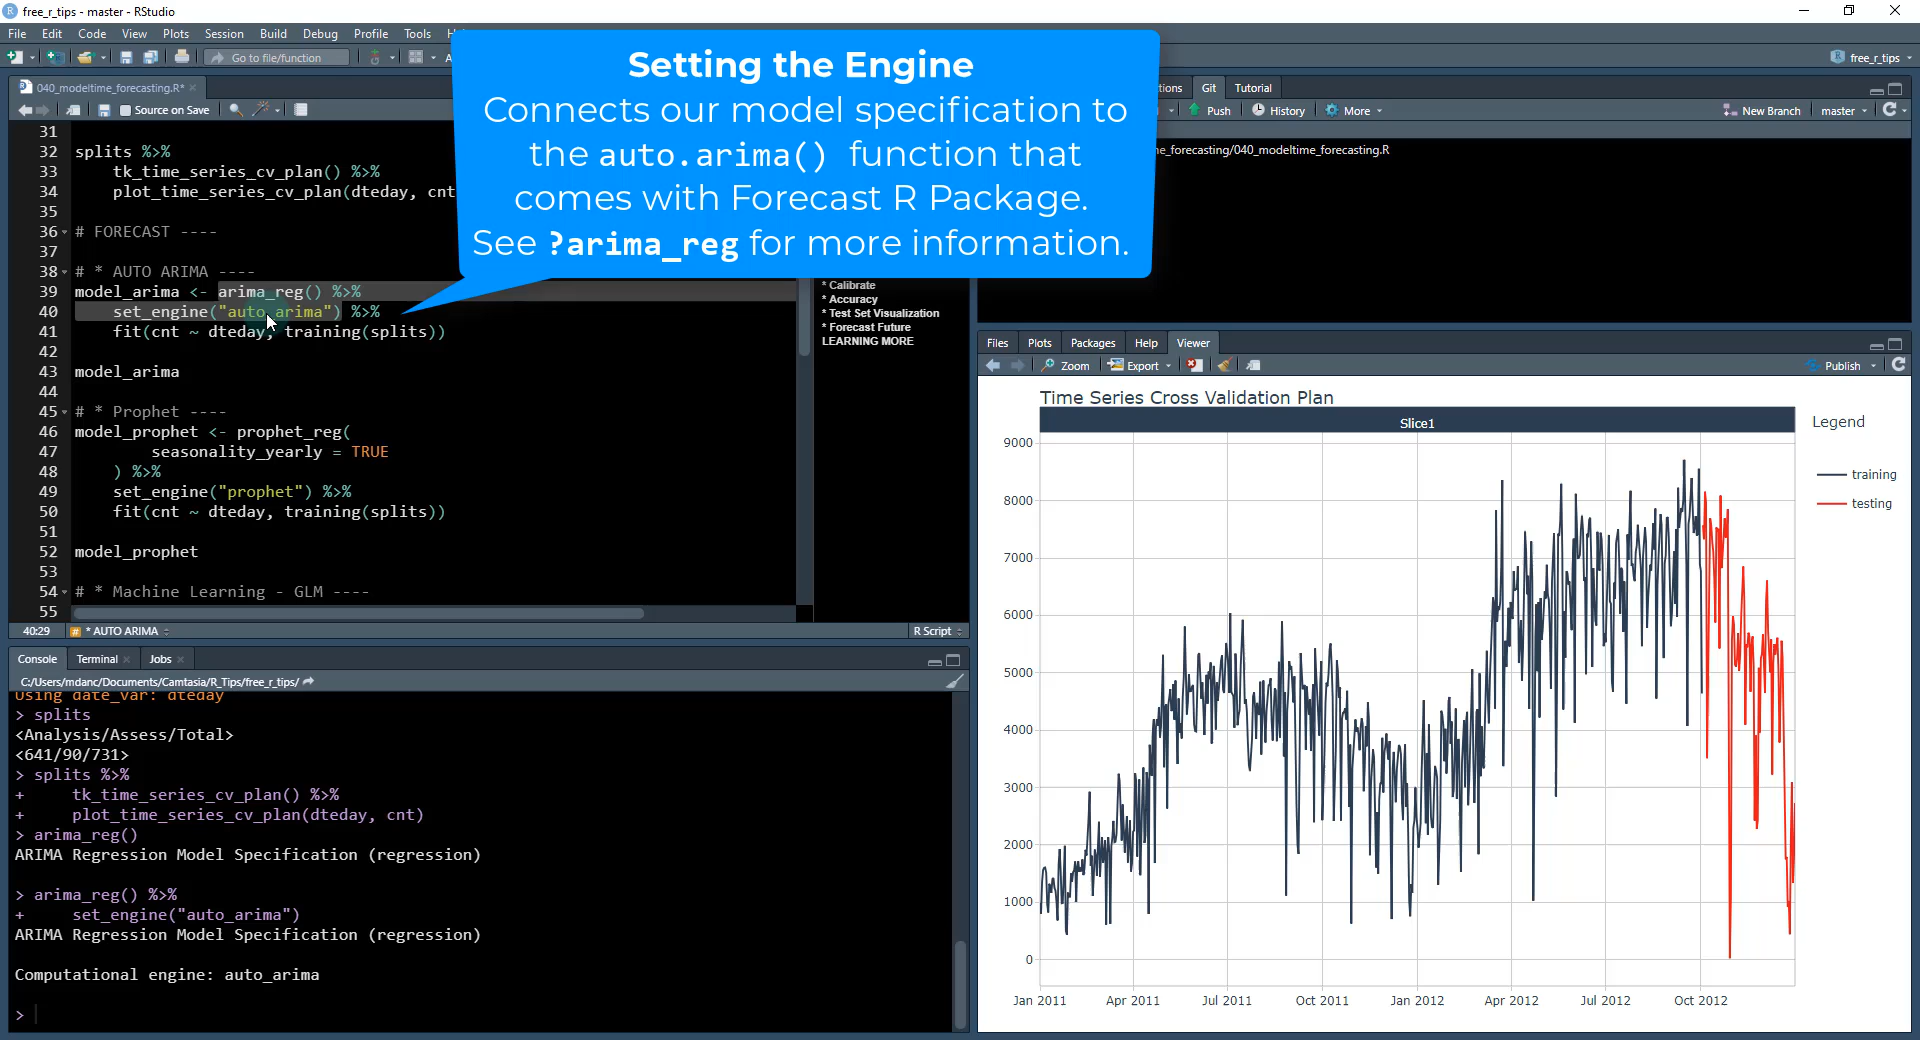 free_r_tips - master - RStudio
File Edit Code View Plots Session Build Debug Profile Tools
Go to file/function
free_r_tips
Setting the Engine
Connects our model specification to
the auto.arima() function that
comes with Forecast R Package.
See ?arima_reg for more information.
040_modeltime_forecasting.R*
Source on Save
31
32 splits %>%
33 tk_time_series_cv_plan() %>%
34 plot_time_series_cv_plan(dteday, cnt
35
36 # FORECAST ----
37
38 # * AUTO ARIMA ----
39 model_arima <- arima_reg() %>%
40 set_engine("auto_arima") %>%
41 fit(cnt ~ dteday, training(splits))
42
43 model_arima
44
45 # * Prophet ----
46 model_prophet <- prophet_reg(
47 seasonality_yearly = TRUE
48 ) %>%
49 set_engine("prophet") %>%
50 fit(cnt ~ dteday, training(splits))
51
52 model_prophet
53
54 # * Machine Learning - GLM ----
55
40:29 # * AUTO ARIMA R Script
* Calibrate
* Accuracy
* Test Set Visualization
* Forecast Future
LEARNING MORE
Console Terminal Jobs
C:/Users/mdanc/Documents/Camtasia/R_Tips/free_r_tips/
Using date_var: dteday
> splits
<Analysis/Assess/Total>
<641/90/731>
> splits %>%
+ tk_time_series_cv_plan() %>%
+ plot_time_series_cv_plan(dteday, cnt)
> arima_reg()
ARIMA Regression Model Specification (regression)
> arima_reg() %>%
+ set_engine("auto_arima")
ARIMA Regression Model Specification (regression)
Computational engine: auto_arima
>
tions Git Tutorial
Push History More New Branch master
e_forecasting/040_modeltime_forecasting.R
Files Plots Packages Help Viewer
Zoom Export Publish
Time Series Cross Validation Plan
Slice1
Legend
training
testing
9000
8000
7000
6000
5000
4000
3000
2000
1000
0
Jan 2011 Apr 2011 Jul 2011 Oct 2011 Jan 2012 Apr 2012 Jul 2012 Oct 2012